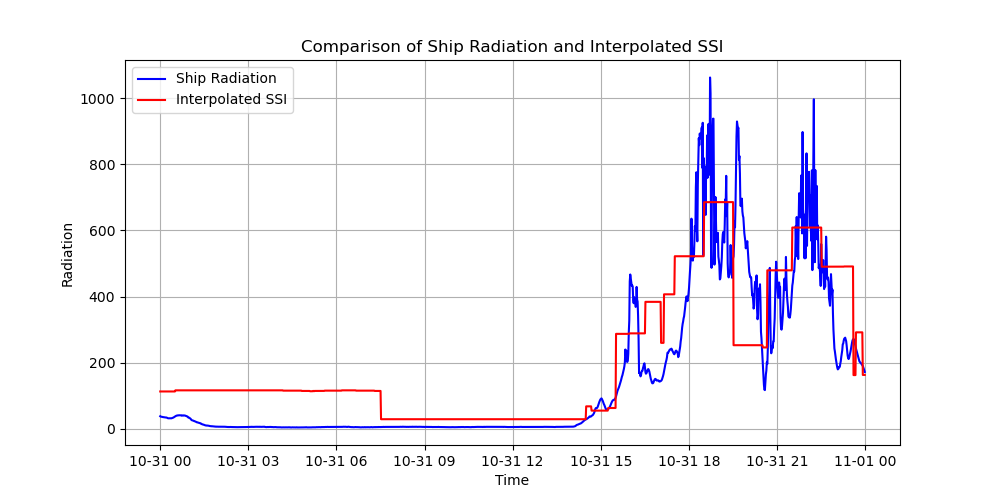 Comparison of Ship Radiation and Interpolated SSI
Ship Radiation
Interpolated SSI
1000
800
600
400
200
0
Radiation
10-31 00 10-31 03 10-31 06 10-31 09 10-31 12 10-31 15 10-31 18 10-31 21 11-01 00
Time